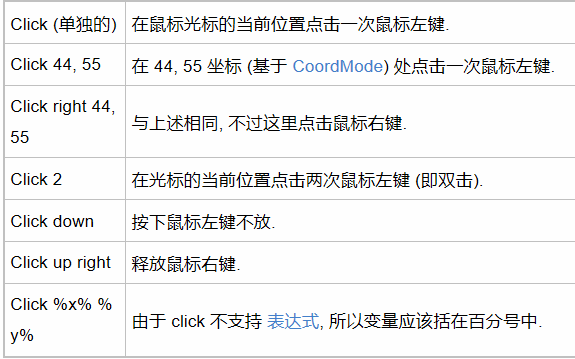 Click (单独的)
在鼠标光标的当前位置点击一次鼠标左键.
Click 44, 55
在 44, 55 坐标 (基于 CoordMode) 处点击一次鼠标左键.
Click right 44,
55
与上述相同, 不过这里点击鼠标右键.
Click 2
在光标的当前位置点击两次鼠标左键 (即双击).
Click down
按下鼠标左键不放.
Click up right
释放鼠标右键.
Click %x% %
y%
由于 click 不支持 表达式, 所以变量应该括在百分号中.